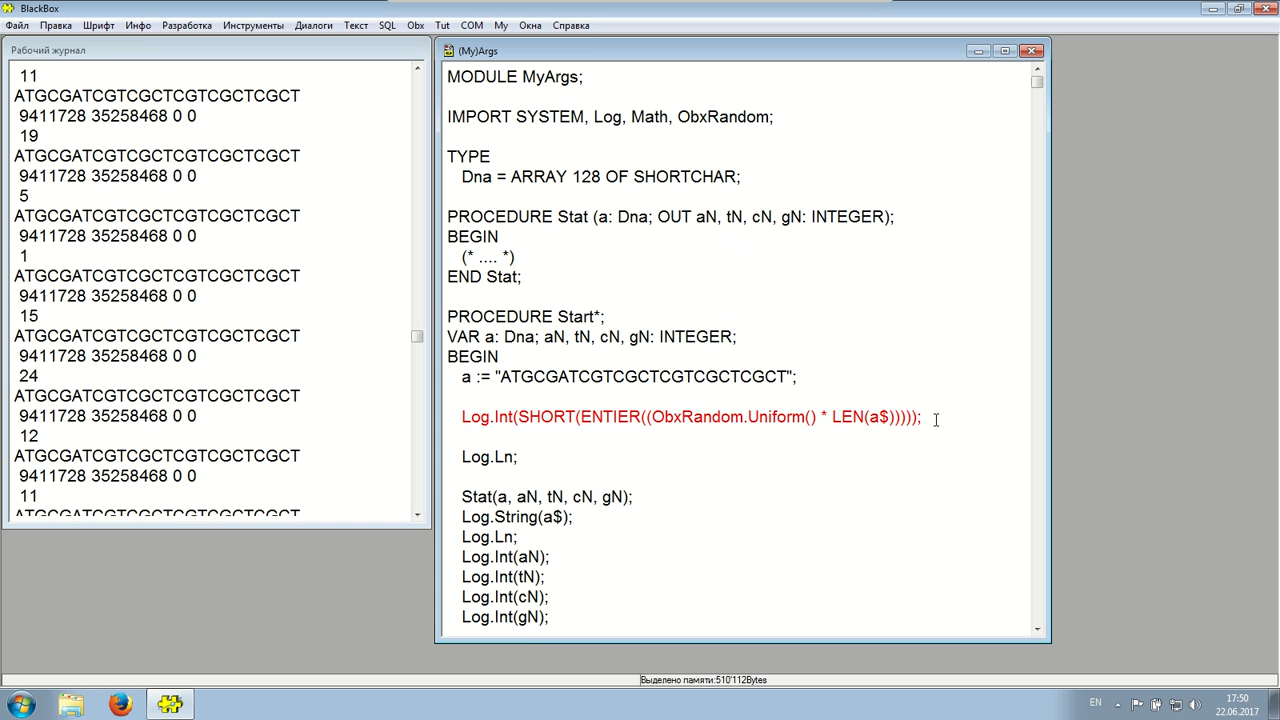 BlackBox
Файл Правка Шрифт Инфо Разработка Инструменты Диалоги Текст SQL Obx Tut COM My Окна Справка
Рабочий журнал
11
ATGCGATCGTCGCTCGTCGCTCGCT
9411728 35258468 0 0
19
ATGCGATCGTCGCTCGTCGCTCGCT
9411728 35258468 0 0
5
ATGCGATCGTCGCTCGTCGCTCGCT
9411728 35258468 0 0
1
ATGCGATCGTCGCTCGTCGCTCGCT
9411728 35258468 0 0
15
ATGCGATCGTCGCTCGTCGCTCGCT
9411728 35258468 0 0
24
ATGCGATCGTCGCTCGTCGCTCGCT
9411728 35258468 0 0
12
ATGCGATCGTCGCTCGTCGCTCGCT
9411728 35258468 0 0
11
ATGCGATCGTCGCTCGTCGCTCGCT
(My)Args
MODULE MyArgs;
IMPORT SYSTEM, Log, Math, ObxRandom;
TYPE
Dna = ARRAY 128 OF SHORTCHAR;
PROCEDURE Stat (a: Dna; OUT aN, tN, cN, gN: INTEGER);
BEGIN
(* .... *)
END Stat;
PROCEDURE Start*;
VAR a: Dna; aN, tN, cN, gN: INTEGER;
BEGIN
a := "ATGCGATCGTCGCTCGTCGCTCGCT";
Log.Int(SHORT(ENTIER((ObxRandom.Uniform() * LEN(a$)))));
Log.Ln;
Stat(a, aN, tN, cN, gN);
Log.String(a$);
Log.Ln;
Log.Int(aN);
Log.Int(tN);
Log.Int(cN);
Log.Int(gN);
Выделено памяти:510'112Bytes
EN
17:50
22.06.2017